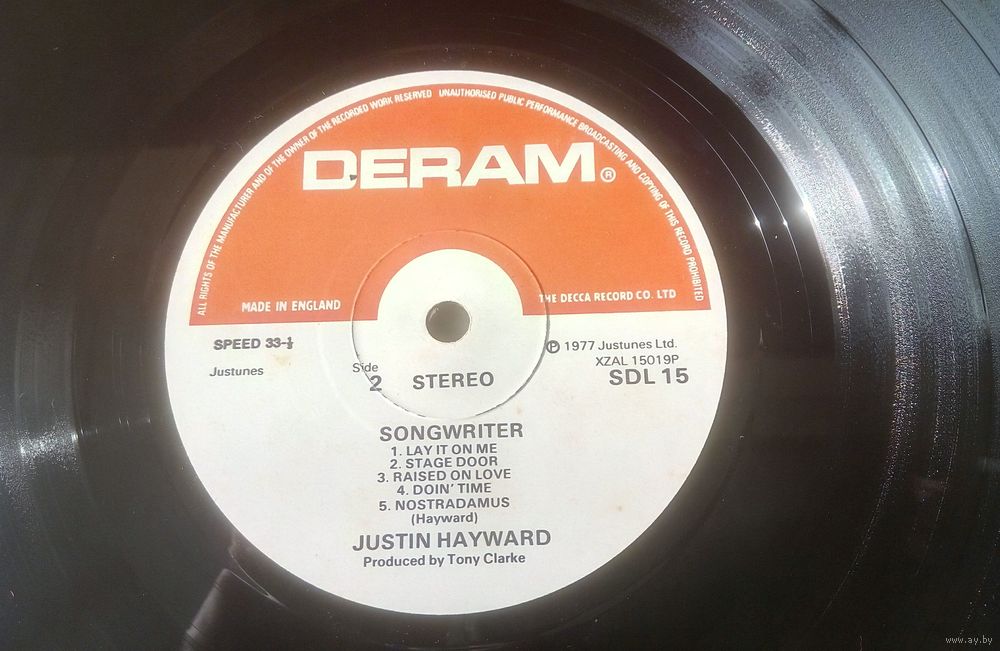 ALL RIGHTS OF THE MANUFACTURER AND OF THE OWNER OF THE RECORDED WORK RESERVED UNAUTHORISED PUBLIC PERFORMANCE BROADCASTING AND COPYING OF THIS RECORD PROHIBITED
DERAM®
MADE IN ENGLAND
THE DECCA RECORD CO. LTD
SPEED 33-⅓
℗ 1977 Justunes Ltd.
XZAL 15019P
Justunes
Side
2
STEREO
SDL 15
SONGWRITER
1. LAY IT ON ME
2. STAGE DOOR
3. RAISED ON LOVE
4. DOIN' TIME
5. NOSTRADAMUS
(Hayward)
JUSTIN HAYWARD
Produced by Tony Clarke
www.ay.by